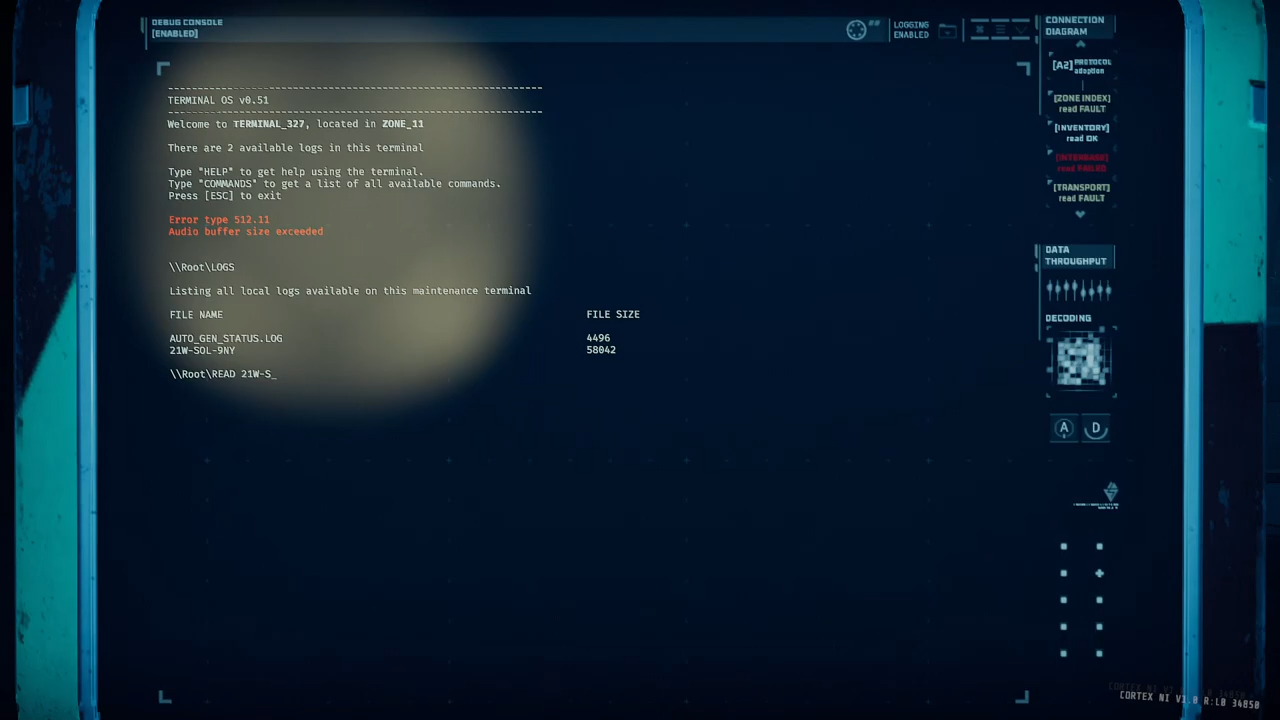 DEBUG CONSOLE
[ENABLED]
LOGGING
ENABLED
--------------------------------------------------------------
TERMINAL OS v0.51
--------------------------------------------------------------
Welcome to TERMINAL_327, located in ZONE_11
There are 2 available logs in this terminal
Type "HELP" to get help using the terminal.
Type "COMMANDS" to get a list of all available commands.
Press [ESC] to exit
Error type 512.11
Audio buffer size exceeded
\\Root\LOGS
Listing all local logs available on this maintenance terminal
FILE NAME FILE SIZE
AUTO_GEN_STATUS.LOG 4496
21W-SOL-9NY 58042
\\Root\READ 21W-S_
CONNECTION
DIAGRAM
[A2] PROTOCOL
adaption
[ZONE INDEX]
read FAULT
[INVENTORY]
read OK
read FAILED
[TRANSPORT]
read FAULT
DATA
THROUGHPUT
DECODING
A D
CORTEX NI V1.0 R:L0 34850